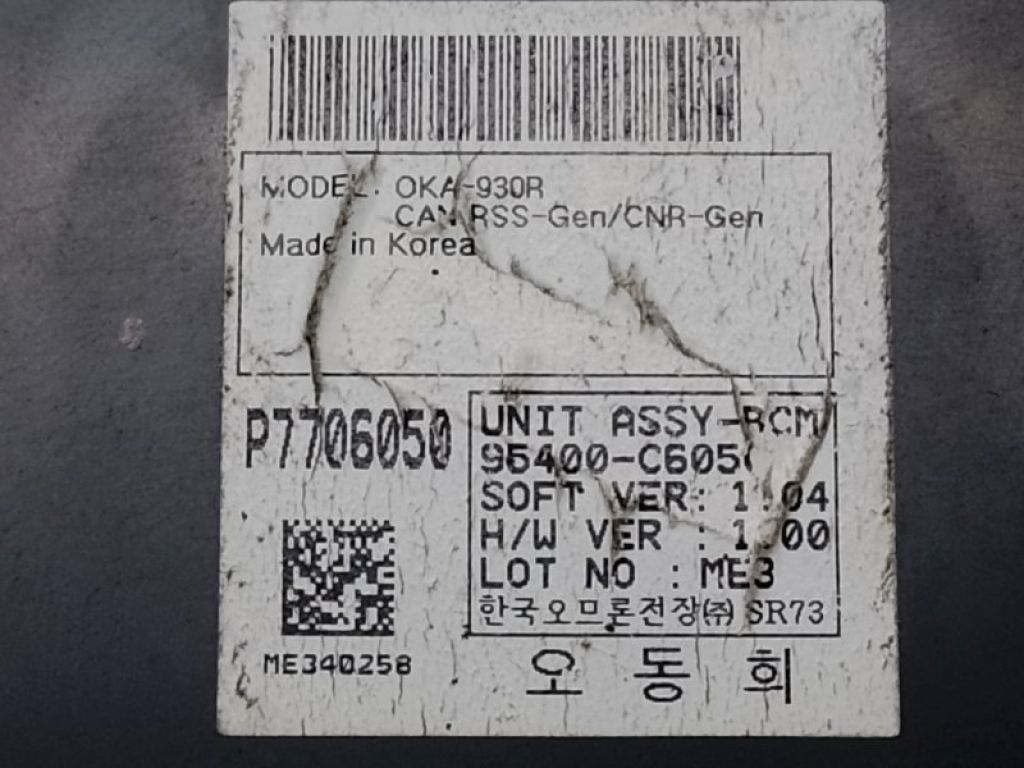 MODEL: OKA-930R
CAN RSS-Gen/CNR-Gen
Made in Korea
P7706050
UNIT ASSY-BCM
SOFT VER: 1.04
H/W VER : 1.00
LOT NO : ME3
한국오므론전장㈜ SR73
ME340258
오 동 희